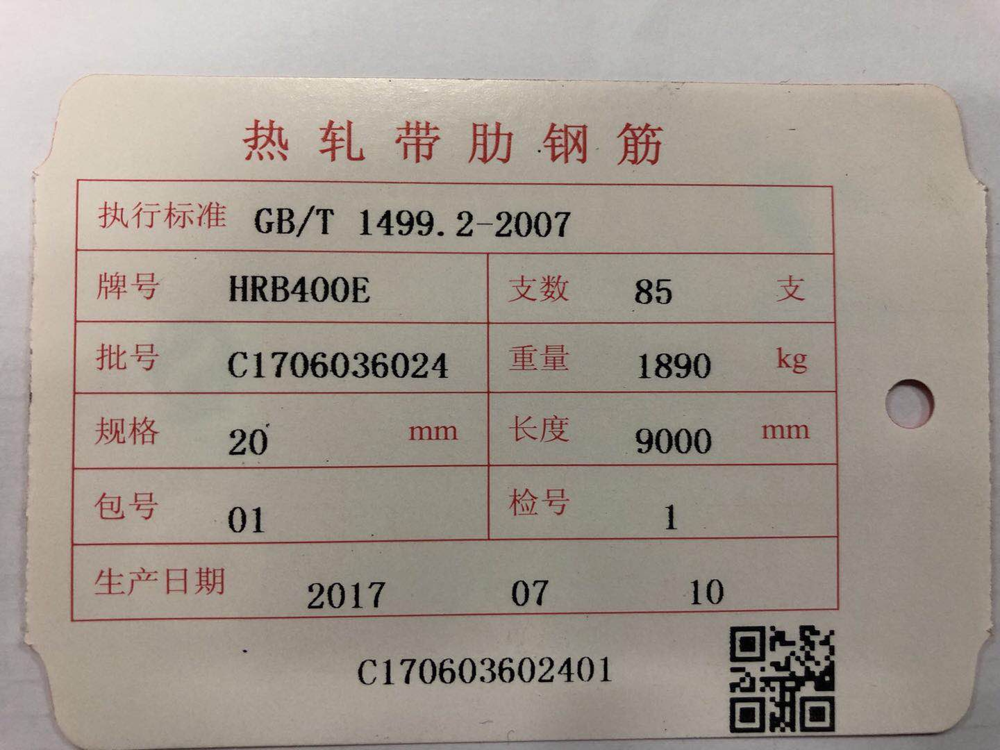 热轧带肋钢筋
执行标准 GB/T 1499.2-2007
牌号 HRB400E 支数 85 支
批号 C1706036024 重量 1890 kg
规格 20 mm 长度 9000 mm
包号 01 检号 1
生产日期 2017 07 10
C170603602401